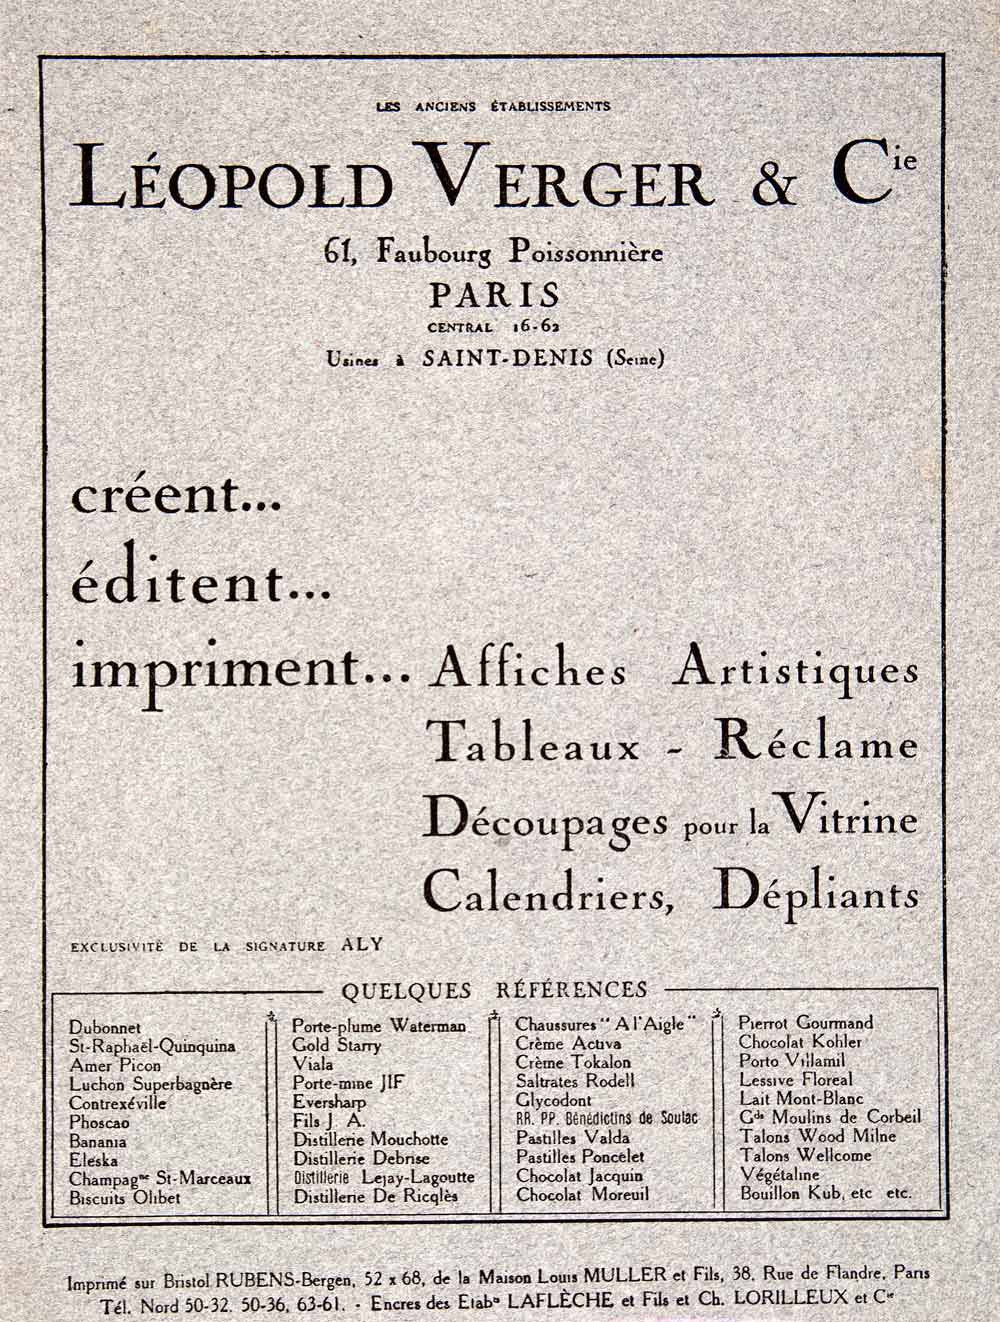 LES ANCIENS ÉTABLISSEMENTS
LÉOPOLD VERGER & Cie
61, Faubourg Poissonnière
PARIS
CENTRAL 16-62
Usines à SAINT-DENIS (Seine)
créent...
éditent...
impriment... Affiches Artistiques
Tableaux - Réclame
Découpages pour la Vitrine
Calendriers, Dépliants
EXCLUSIVITÉ DE LA SIGNATURE ALY
QUELQUES RÉFÉRENCES
Dubonnet
St-Raphaël-Quinquina
Amer Picon
Luchon Superbagnère
Contrexéville
Phoscao
Banania
Eleska
Champagne St-Marceaux
Biscuits Olibet
Porte-plume Waterman
Gold Starry
Viala
Porte-mine JIF
Eversharp
Fils J. A.
Distillerie Mouchotte
Distillerie Debrise
Distillerie Lejay-Lagoutte
Distillerie De Ricqlès
Chaussures "A l'Aigle"
Crème Activa
Crème Tokalon
Saltrates Rodell
Glycodont
RR. PP. Bénédictins de Soulac
Pastilles Valda
Pastilles Poncelet
Chocolat Jacquin
Chocolat Moreuil
Pierrot Gourmand
Chocolat Kohler
Porto Villamil
Lessive Floreal
Lait Mont-Blanc
Gds Moulins de Corbeil
Talons Wood Milne
Talons Wellcome
Végétaline
Bouillon Kub, etc etc.
Imprimé sur Bristol RUBENS-Bergen, 52 x 68, de la Maison Louis MULLER et Fils, 38, Rue de Flandre, Paris
Tél. Nord 50-32. 50-36, 63-61. - Encres des Etabts LAFLÈCHE et Fils et Ch. LORILLEUX et Cie